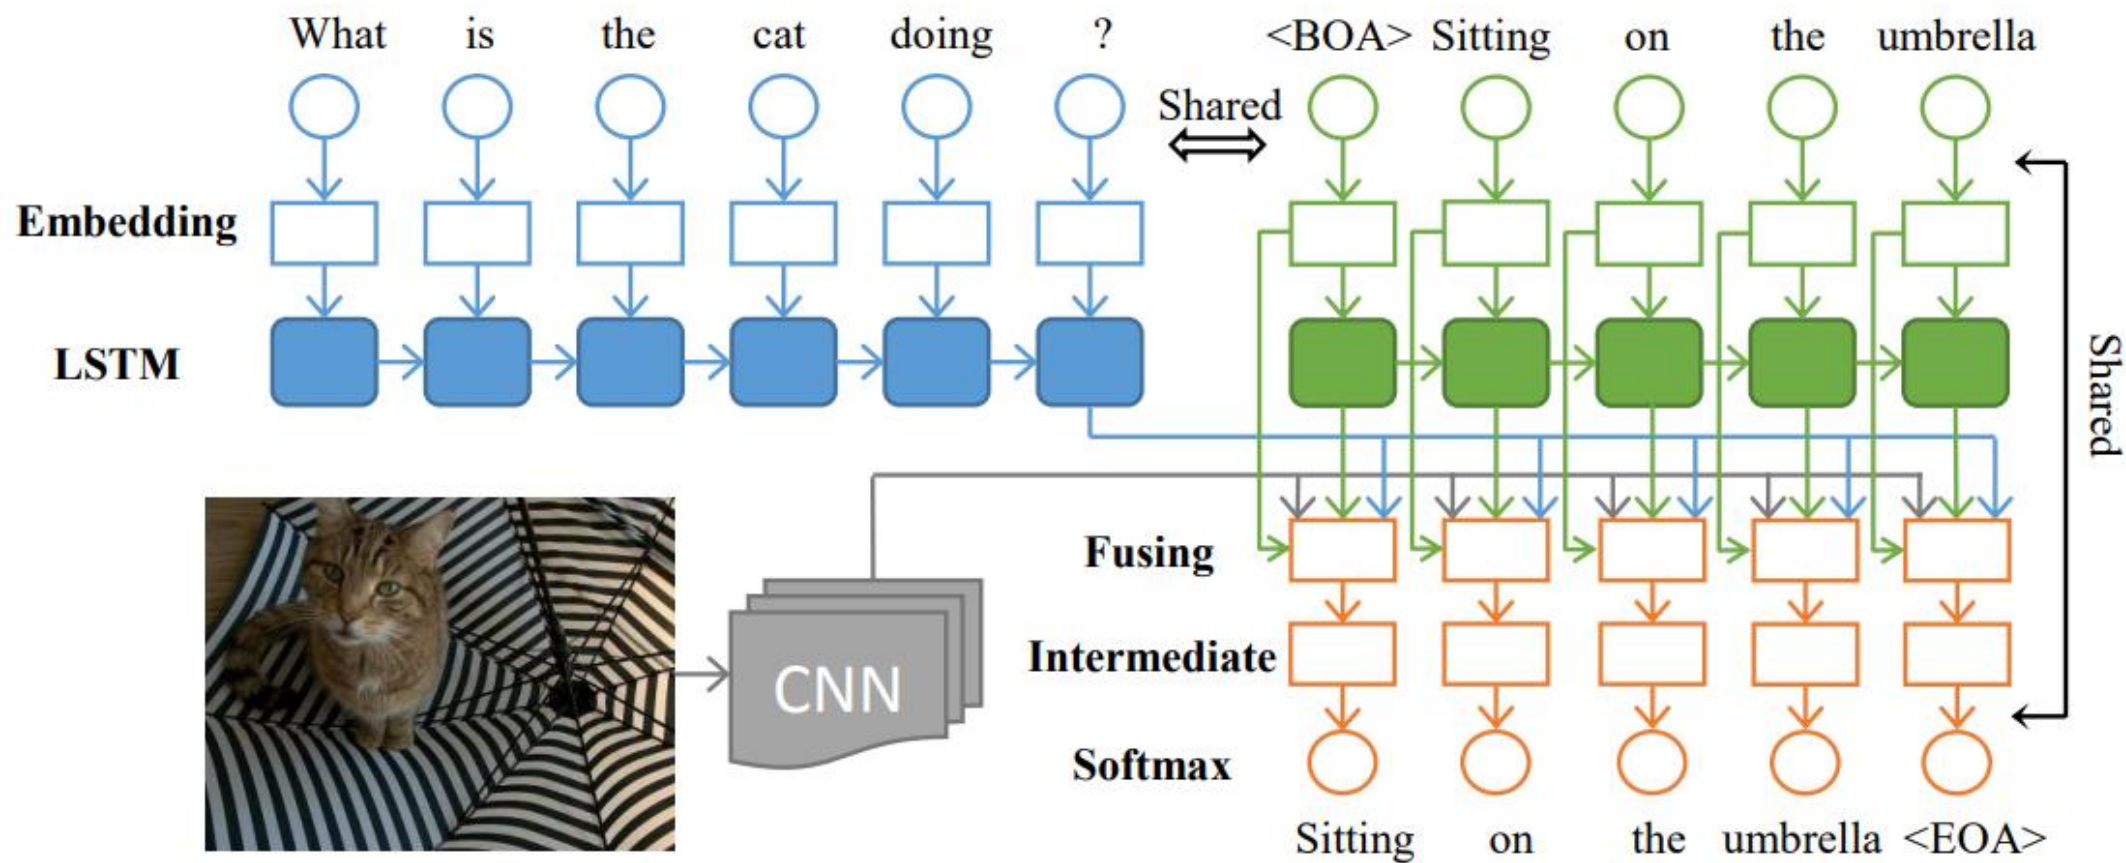 What is the cat doing ?
<BOA> Sitting on the umbrella
Shared
Embedding
LSTM
Shared
Fusing
Intermediate
CNN
Softmax
Sitting on the umbrella <EOA>